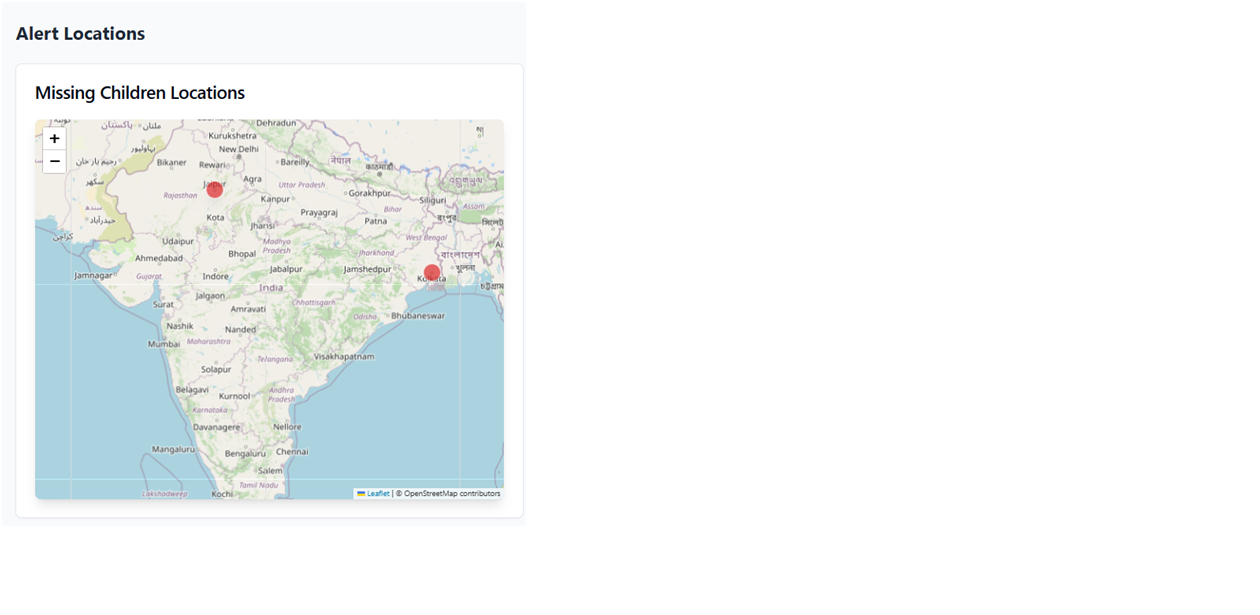 Alert Locations
Missing Children Locations
+
−
پاکستان
ملتان
Dehradun
Kurukshetra
New Delhi
بہاولپور
رحیم یار خان
Bikaner
Rewari
Bareilly
नेपाल
काठमाडौं
سکھر
Jaipur
Agra
Rajasthan
Uttar Pradesh
Gorakhpur
Siliguri
Kanpur
Assam
سندھ
حیدرآباد
Kota
Jhansi
Prayagraj
Bihar
Patna
রংপুর
কراچی
Udaipur
Madhya
Pradesh
West Bengal
Ahmedabad
Bhopal
Jharkhand
বাংলাদেশ
Jamnagar
Gujarat
Indore
Jabalpur
Jamshedpur
Kolkata
খুলনা
India
Surat
Jalgaon
Amravati
Chhattisgarh
Odisha
Bhubaneswar
Nashik
Nanded
Mumbai
Maharashtra
Telangana
Visakhapatnam
Solapur
Belagavi
Kurnool
Andhra
Pradesh
Karnataka
Davanagere
Nellore
Mangaluru
Bengaluru
Chennai
Salem
Lakshadweep
Kochi
Tamil Nadu
Leaflet | © OpenStreetMap contributors